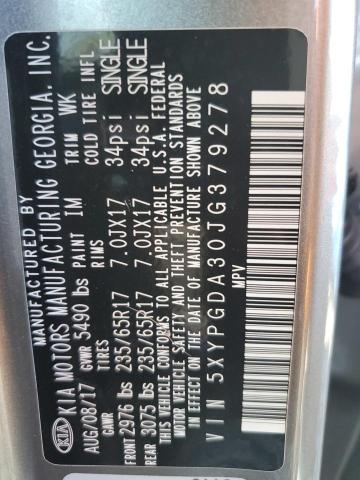 KIA
MANUFACTURED BY
KIA MOTORS MANUFACTURING GEORGIA, INC.
AUG/08/17 GVWR 5490 lbs PAINT IM TRIM WK
GAWR RIMS COLD TIRE INFL
FRONT 2976 lbs 235/65R17 7.0JX17 34psi SINGLE
REAR 3075 lbs 235/65R17 7.0JX17 34psi SINGLE
THIS VEHICLE CONFORMS TO ALL APPLICABLE U.S.A. FEDERAL
MOTOR VEHICLE SAFETY AND THEFT PREVENTION STANDARDS
IN EFFECT ON THE DATE OF MANUFACTURE SHOWN ABOVE
VIN 5XYPGDA30JG379278
MPV